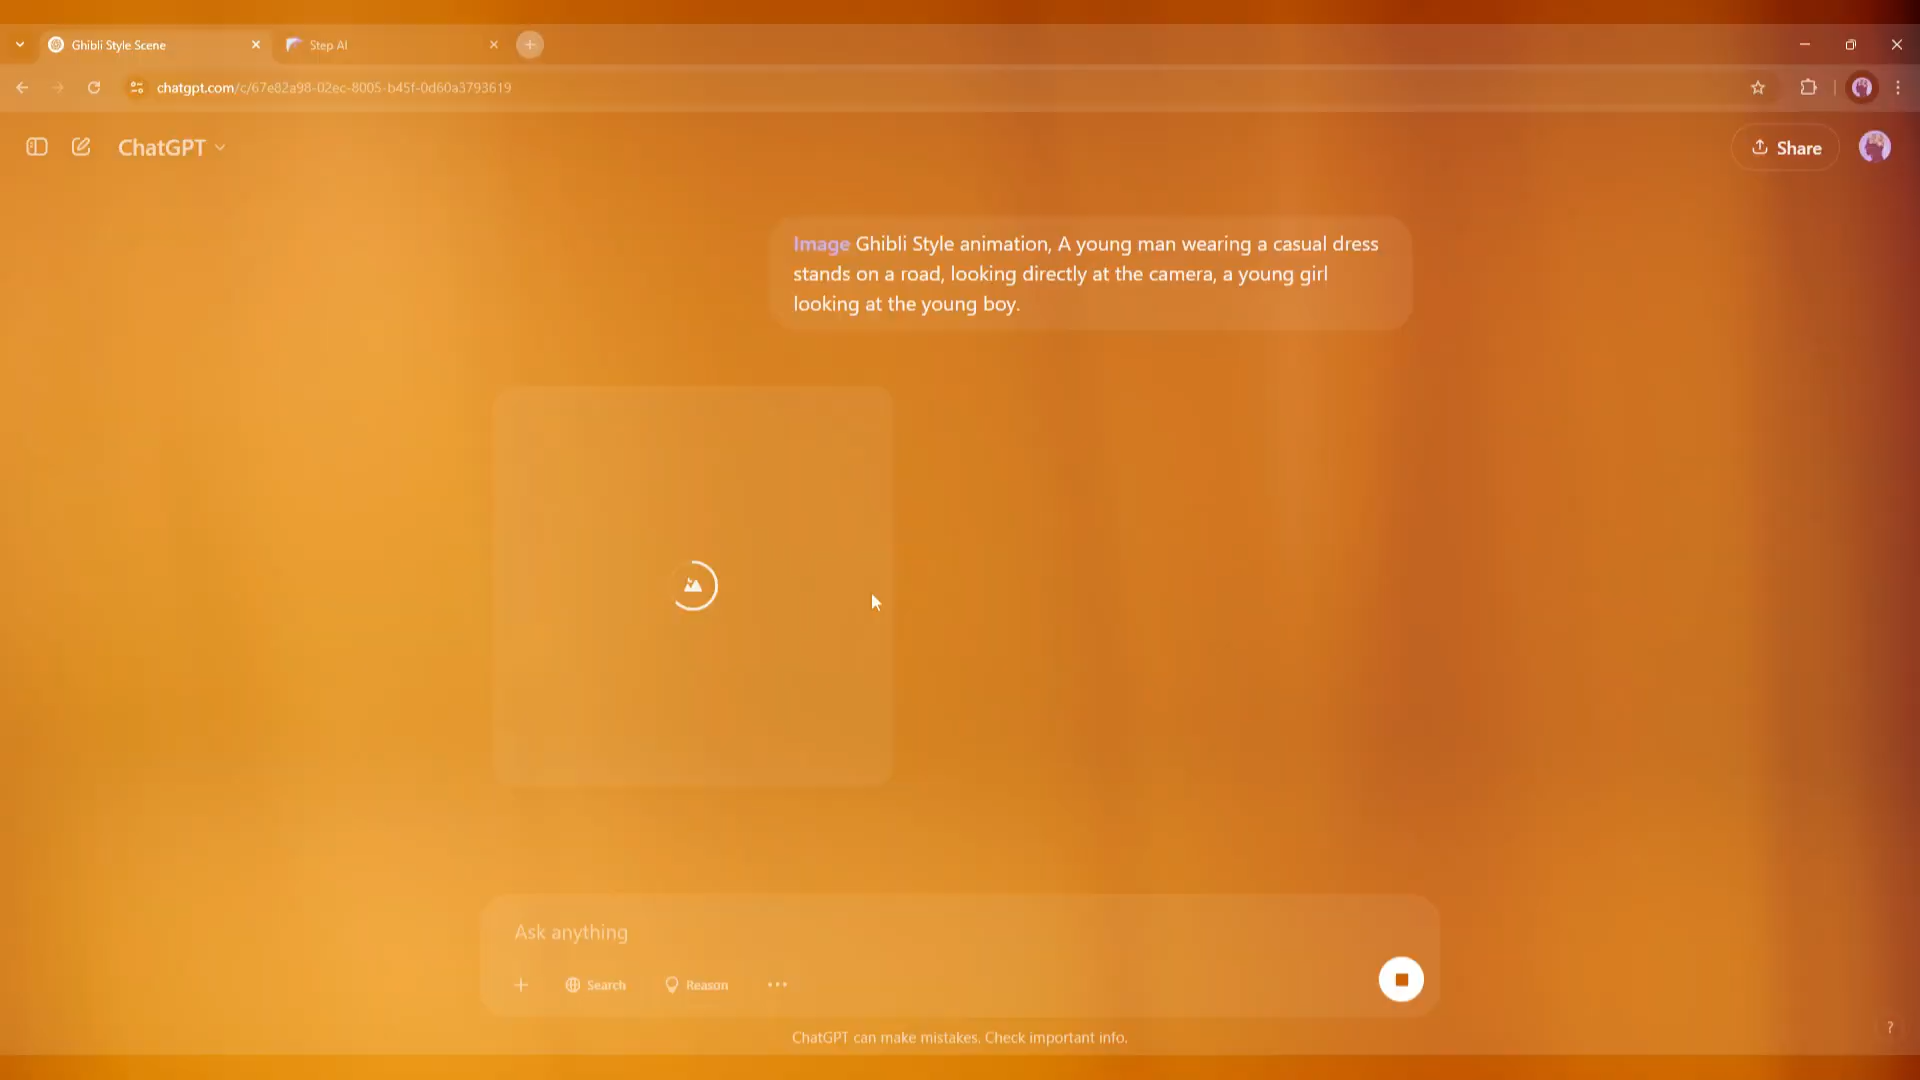 Ghibli Style Scene
Step AI
chatgpt.com/c/67e82a98-02ec-8005-b45f-0d60a3793619
ChatGPT
Share
Image Ghibli Style animation, A young man wearing a casual dress
stands on a road, looking directly at the camera, a young girl
looking at the young boy.
Ask anything
Search
Reason
ChatGPT can make mistakes. Check important info.
?